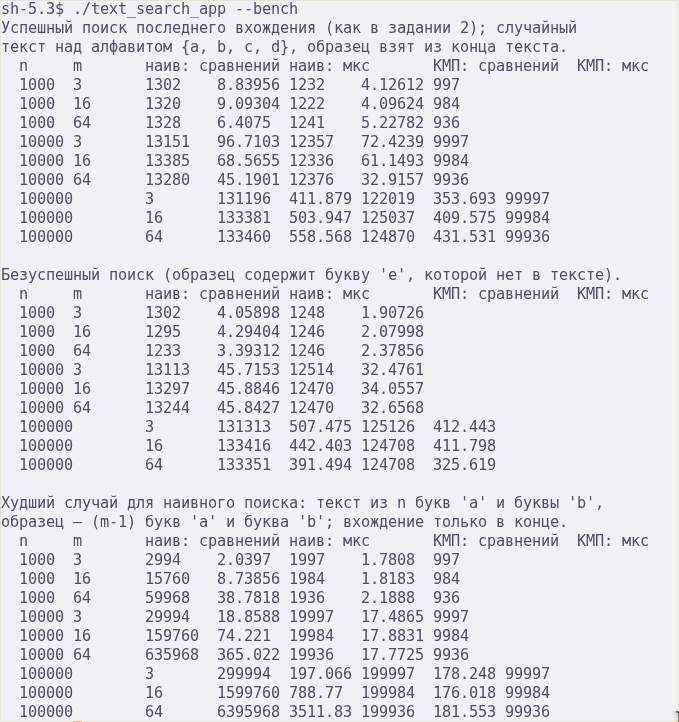 sh-5.3$ ./text_search_app --bench
Успешный поиск последнего вхождения (как в задании 2); случайный
текст над алфавитом {a, b, c, d}, образец взят из конца текста.
n m наив: сравнений наив: мкс КМП: сравнений КМП: мкс
1000 3 1302 8.83956 1232 4.12612 997
1000 16 1320 9.09304 1222 4.09624 984
1000 64 1328 6.4075 1241 5.22782 936
10000 3 13151 96.7103 12357 72.4239 9997
10000 16 13385 68.5655 12336 61.1493 9984
10000 64 13280 45.1901 12376 32.9157 9936
100000 3 131196 411.879 122019 353.693 99997
100000 16 133381 503.947 125037 409.575 99984
100000 64 133460 558.568 124870 431.531 99936
Безуспешный поиск (образец содержит букву 'e', которой нет в тексте).
n m наив: сравнений наив: мкс КМП: сравнений КМП: мкс
1000 3 1302 4.05898 1248 1.90726
1000 16 1295 4.29404 1246 2.07998
1000 64 1233 3.39312 1246 2.37856
10000 3 13113 45.7153 12514 32.4761
10000 16 13297 45.8846 12470 34.0557
10000 64 13244 45.8427 12470 32.6568
100000 3 131313 507.475 125126 412.443
100000 16 133416 442.403 124708 411.798
100000 64 133351 391.494 124708 325.619
Худший случай для наивного поиска: текст из n букв 'a' и буквы 'b',
образец — (m-1) букв 'a' и буква 'b'; вхождение только в конце.
n m наив: сравнений наив: мкс КМП: сравнений КМП: мкс
1000 3 2994 2.0397 1997 1.7808 997
1000 16 15760 8.73856 1984 1.8183 984
1000 64 59968 38.7818 1936 2.1888 936
10000 3 29994 18.8588 19997 17.4865 9997
10000 16 159760 74.221 19984 17.8831 9984
10000 64 635968 365.022 19936 17.7725 9936
100000 3 299994 197.066 199997 178.248 99997
100000 16 1599760 788.77 199984 176.018 99984
100000 64 6395968 3511.83 199936 181.553 99936